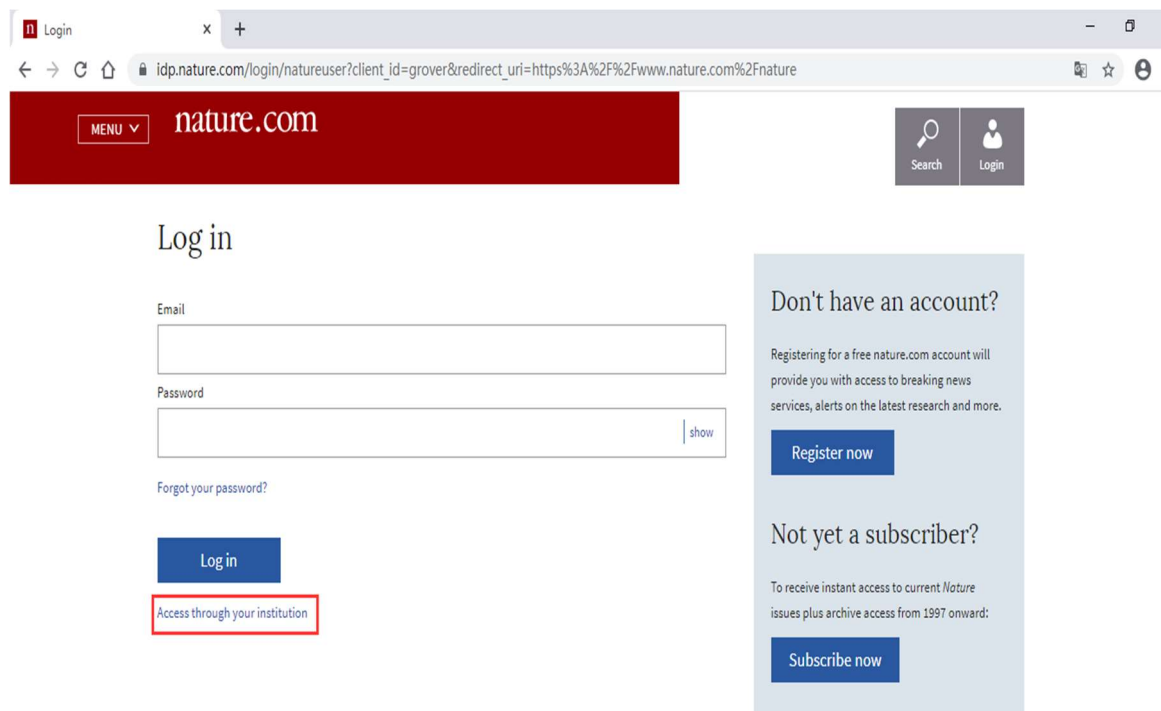 n Login
idp.nature.com/login/natureuser?client_id=grover&redirect_uri=https%3A%2F%2Fwww.nature.com%2Fnature
MENU
nature.com
Search
Login
Log in
Email
Password
show
Forgot your password?
Log in
Access through your institution
Don't have an account?
Registering for a free nature.com account will
provide you with access to breaking news
services, alerts on the latest research and more.
Register now
Not yet a subscriber?
To receive instant access to current Nature
issues plus archive access from 1997 onward:
Subscribe now